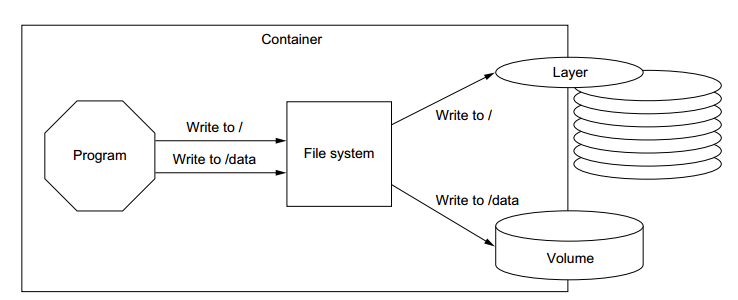 Container
Layer
Write to /
Write to /
Program
Write to /data
File system
Write to /data
Volume